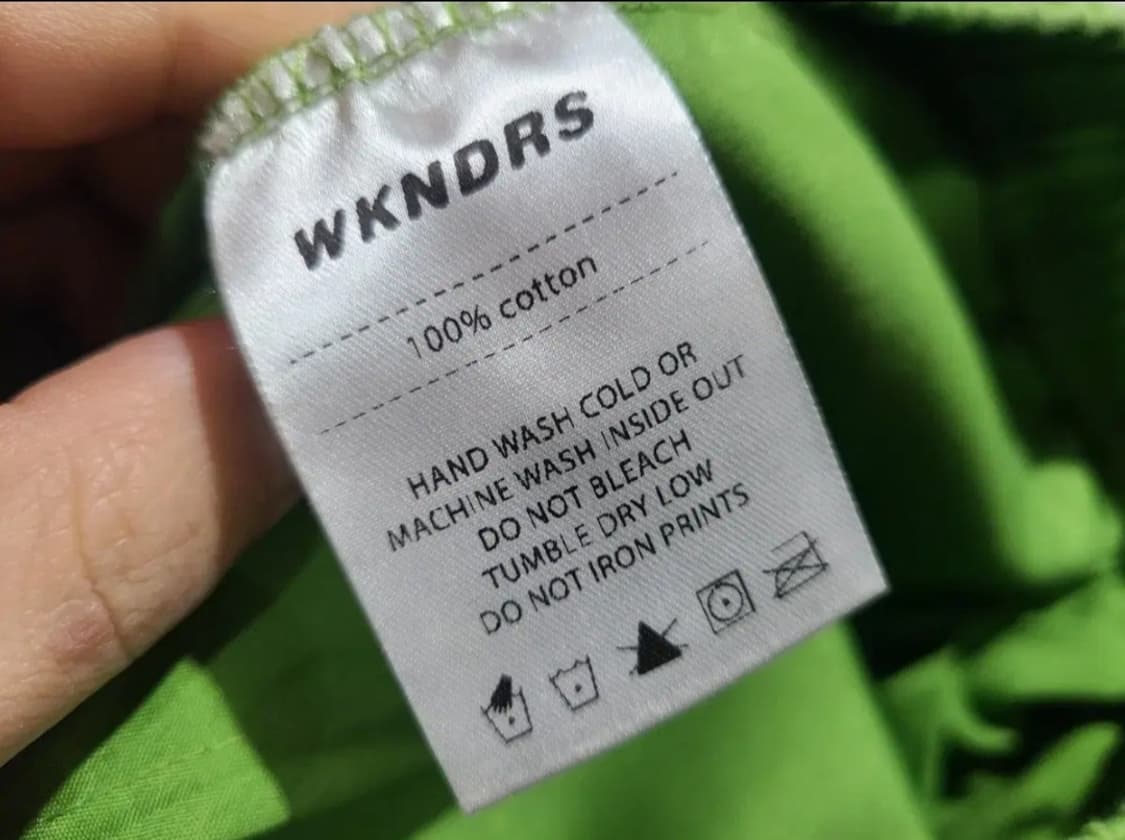 WKNDRS
100% cotton
HAND WASH COLD OR
MACHINE WASH INSIDE OUT
DO NOT BLEACH
TUMBLE DRY LOW
DO NOT IRON PRINTS